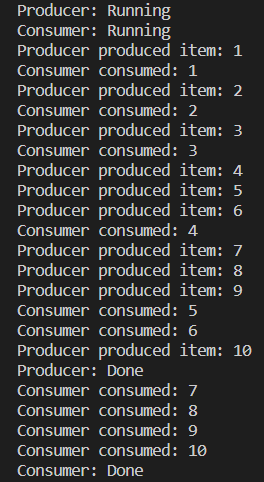 Producer: Running
Consumer: Running
Producer produced item: 1
Consumer consumed: 1
Producer produced item: 2
Consumer consumed: 2
Producer produced item: 3
Consumer consumed: 3
Producer produced item: 4
Producer produced item: 5
Producer produced item: 6
Consumer consumed: 4
Producer produced item: 7
Producer produced item: 8
Producer produced item: 9
Consumer consumed: 5
Consumer consumed: 6
Producer produced item: 10
Producer: Done
Consumer consumed: 7
Consumer consumed: 8
Consumer consumed: 9
Consumer consumed: 10
Consumer: Done